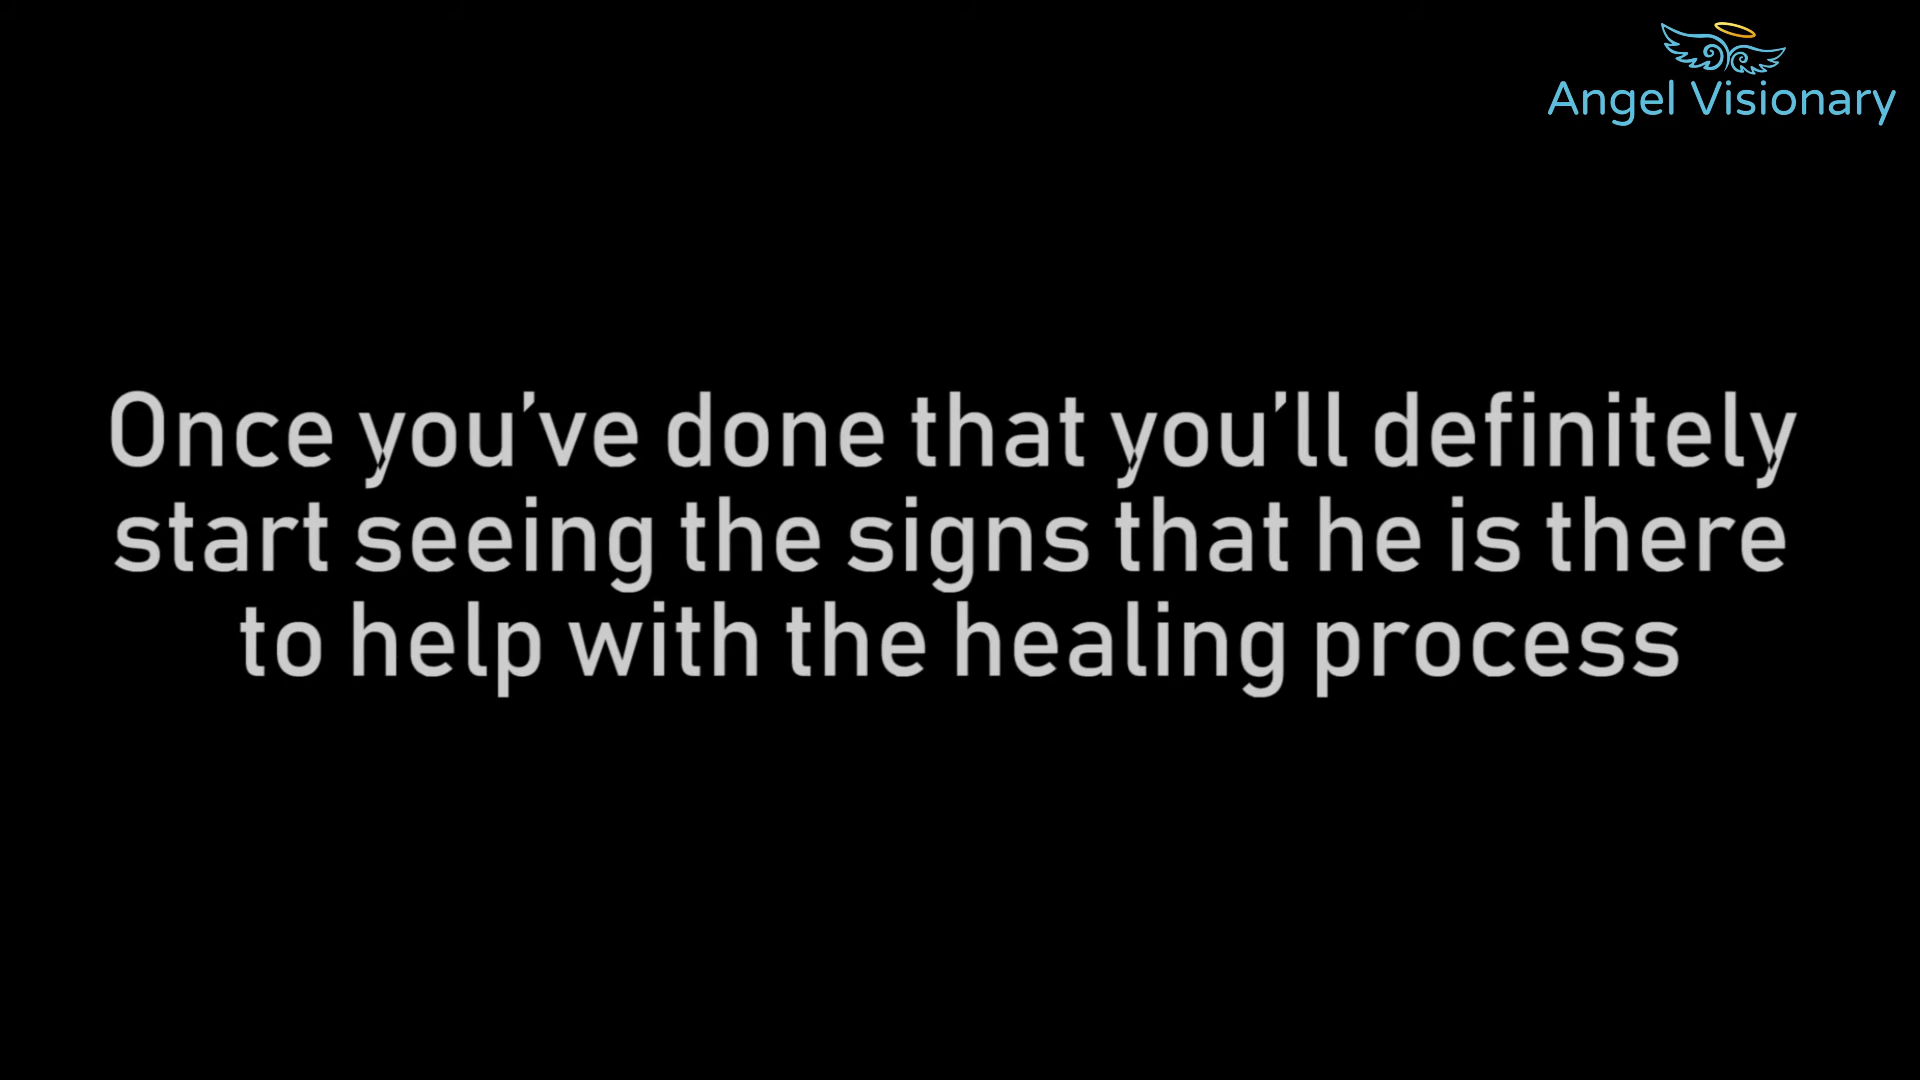 Angel Visionary
Once you’ve done that you’ll definitely
start seeing the signs that he is there
to help with the healing process